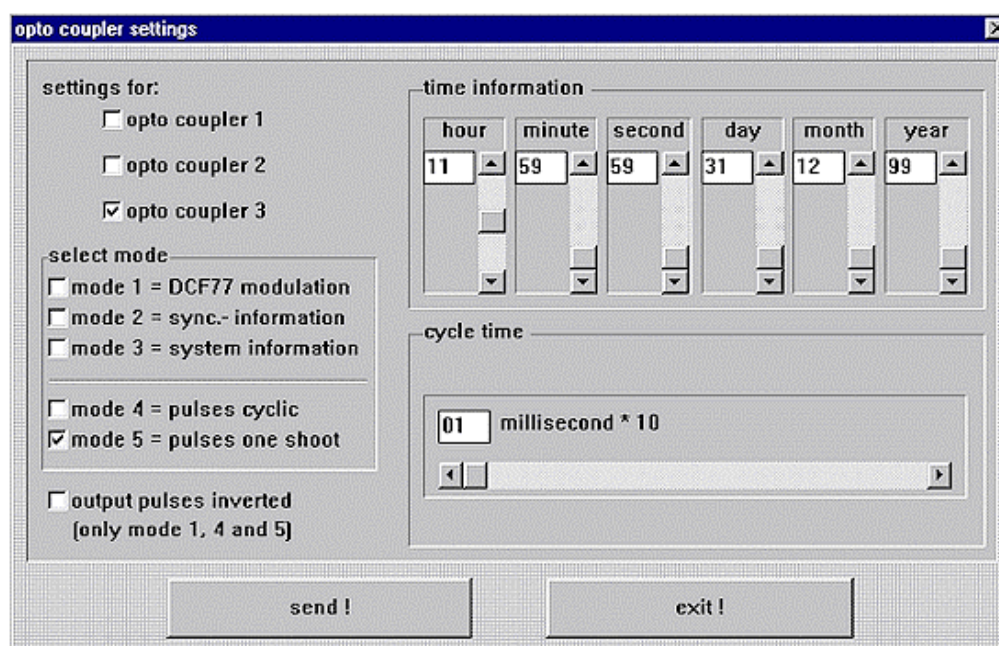 opto coupler settings
settings for:
opto coupler 1
opto coupler 2
opto coupler 3
select mode
mode 1 = DCF77 modulation
mode 2 = sync.- information
mode 3 = system information
mode 4 = pulses cyclic
mode 5 = pulses one shoot
output pulses inverted
(only mode 1, 4 and 5)
time information
hour minute second day month year
11 59 59 31 12 99
cycle time
01 millisecond * 10
send !
exit !